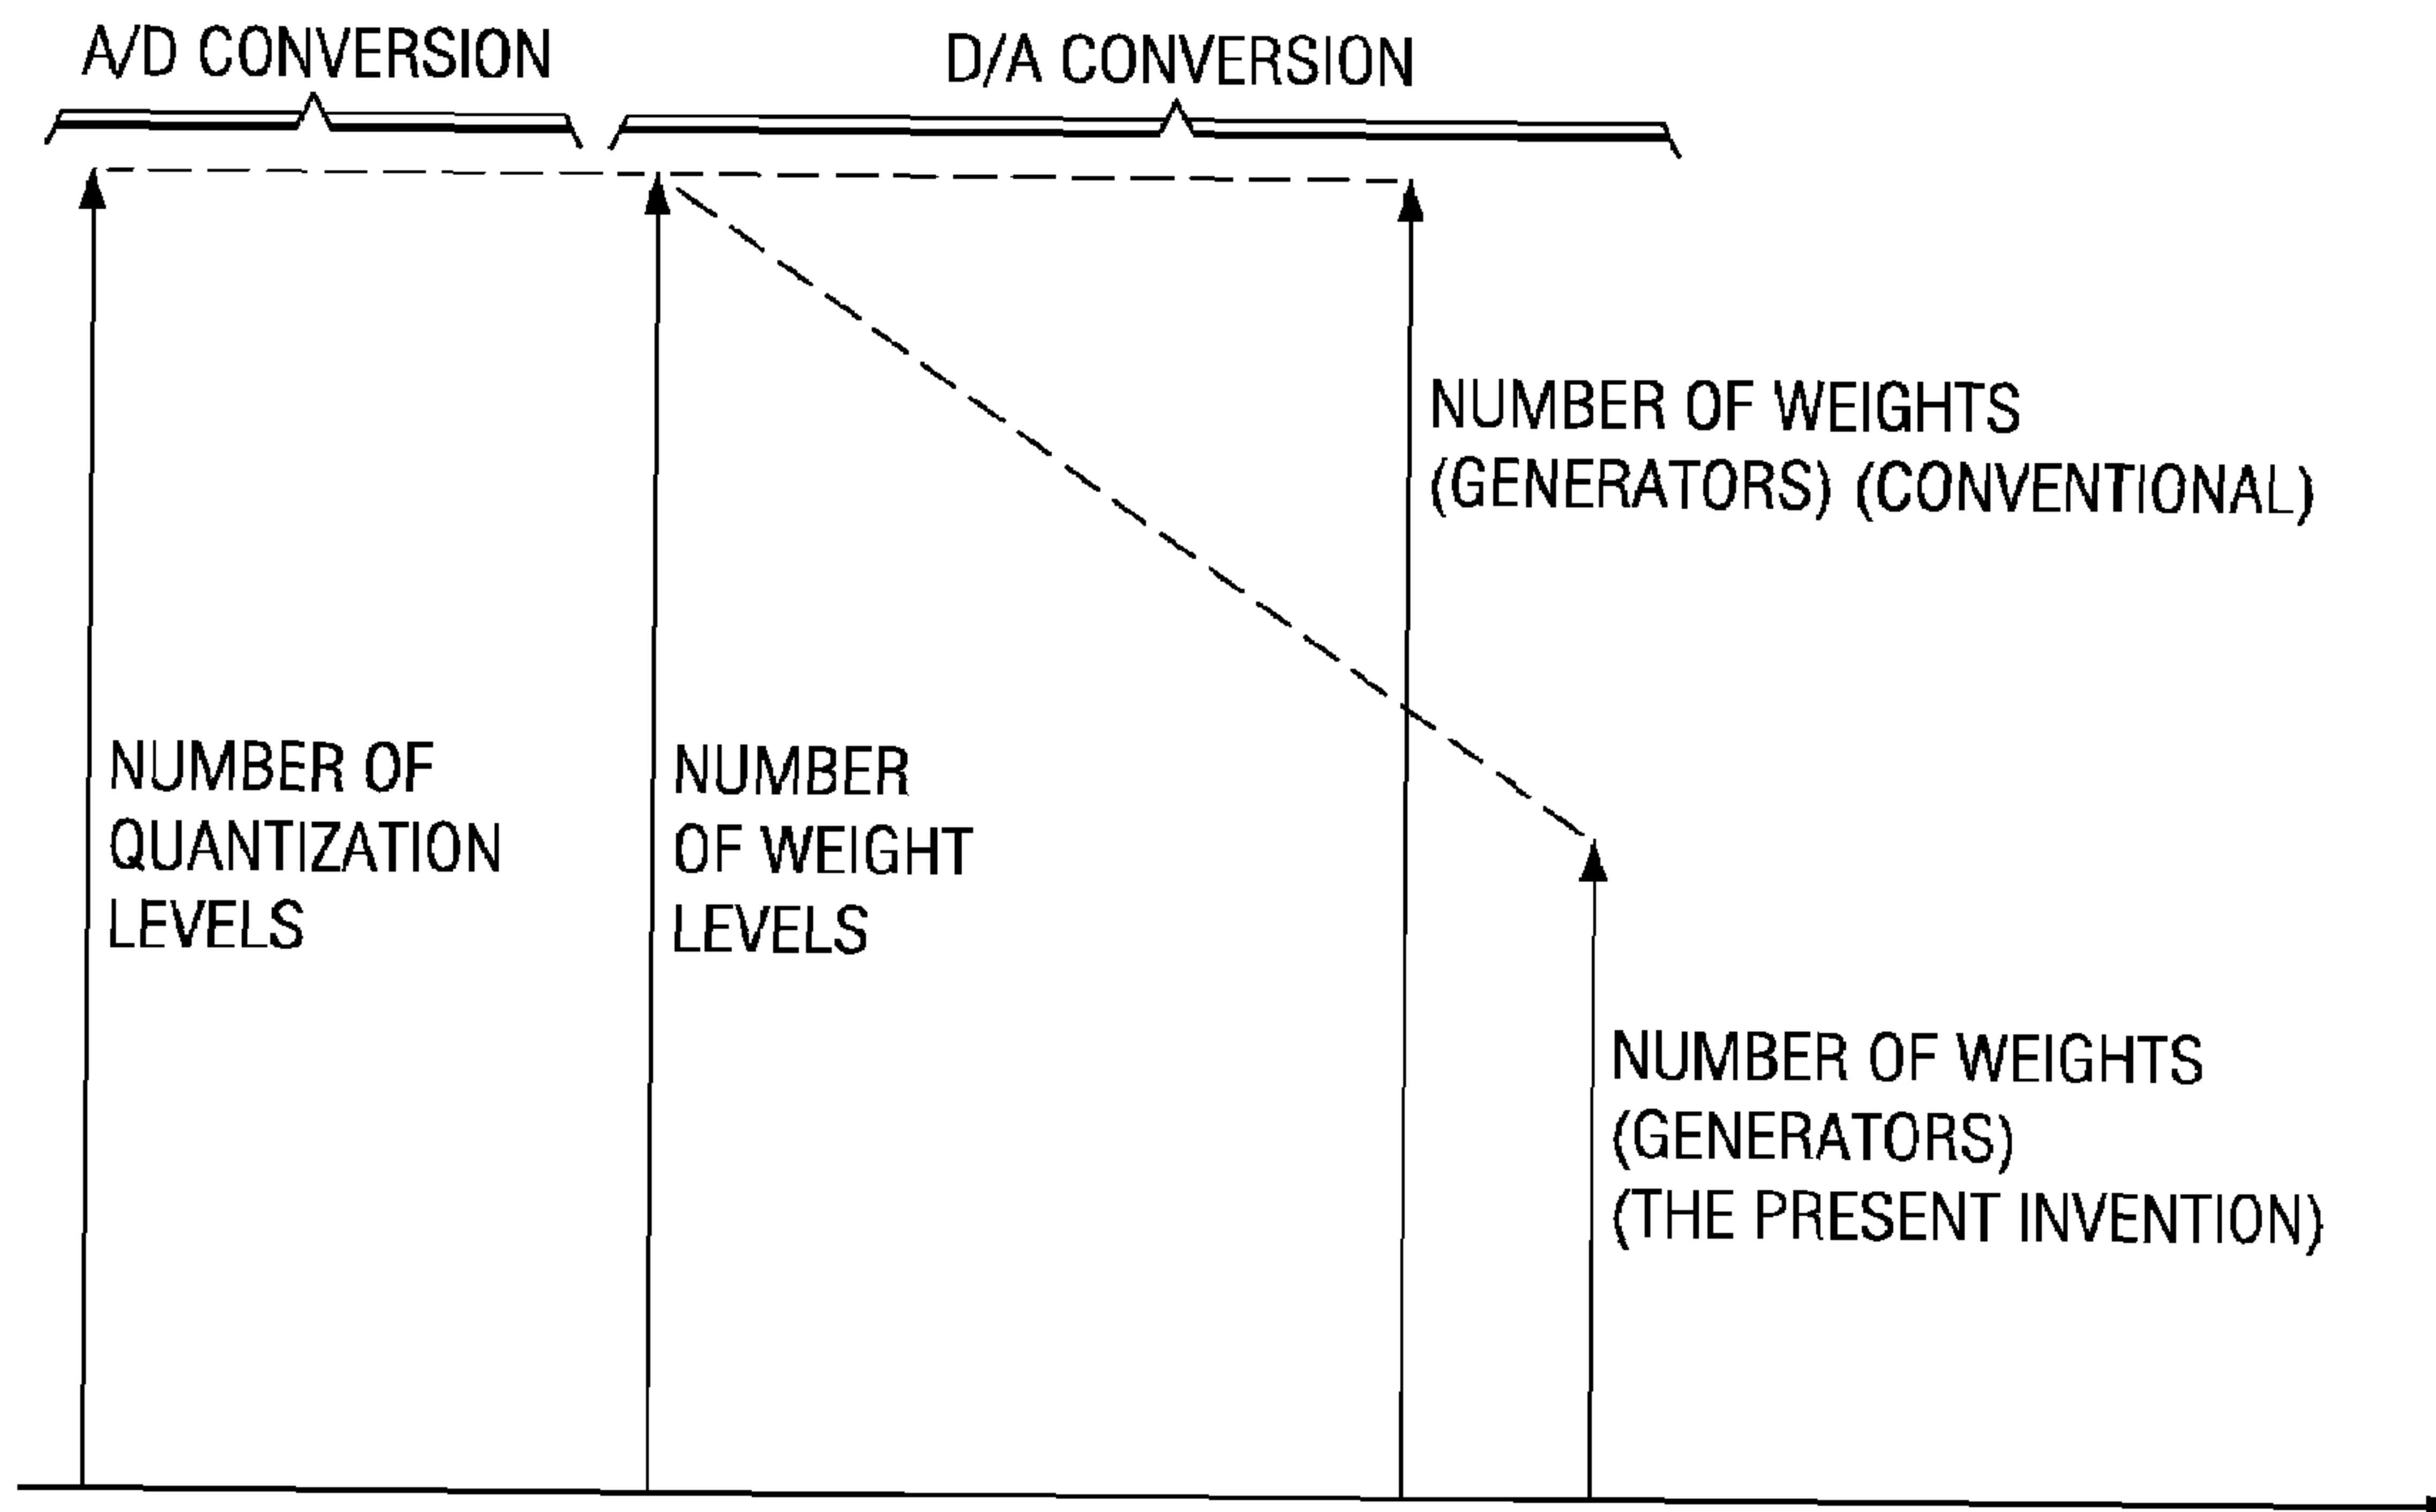 A/D CONVERSION
D/A CONVERSION
NUMBER OF WEIGHTS
(GENERATORS) (CONVENTIONAL)
NUMBER OF
QUANTIZATION
LEVELS
NUMBER
OF WEIGHT
LEVELS
NUMBER OF WEIGHTS
(GENERATORS)
(THE PRESENT INVENTION)